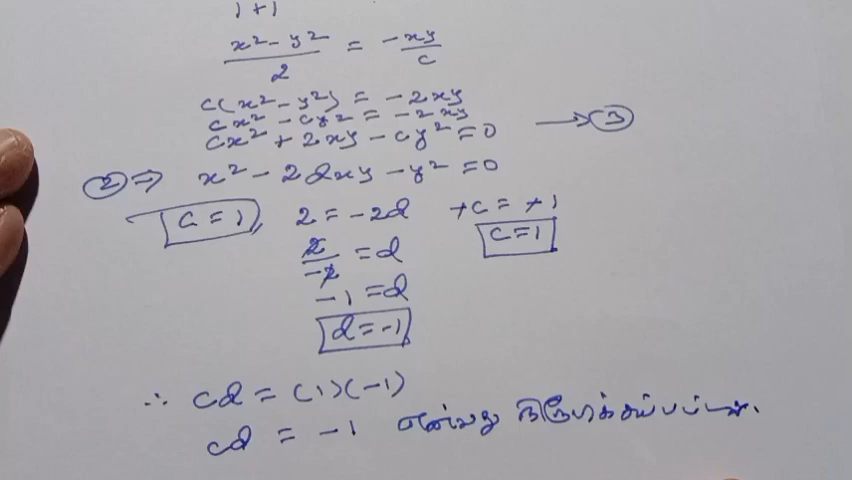 1+1
x² - y² / 2 = -xy / c
c(x² - y²) = -2xy
cx² - cy² = -2xy
cx² + 2xy - cy² = 0 → ③
② ⇒ x² - 2dxy - y² = 0
c = 1, 2 = -2d +c = +1
2 / -2 = d c = 1
-1 = d
d = -1
∴ cd = (1)(-1)
cd = -1 என்பது நிரூபிக்கப்பட்டது.